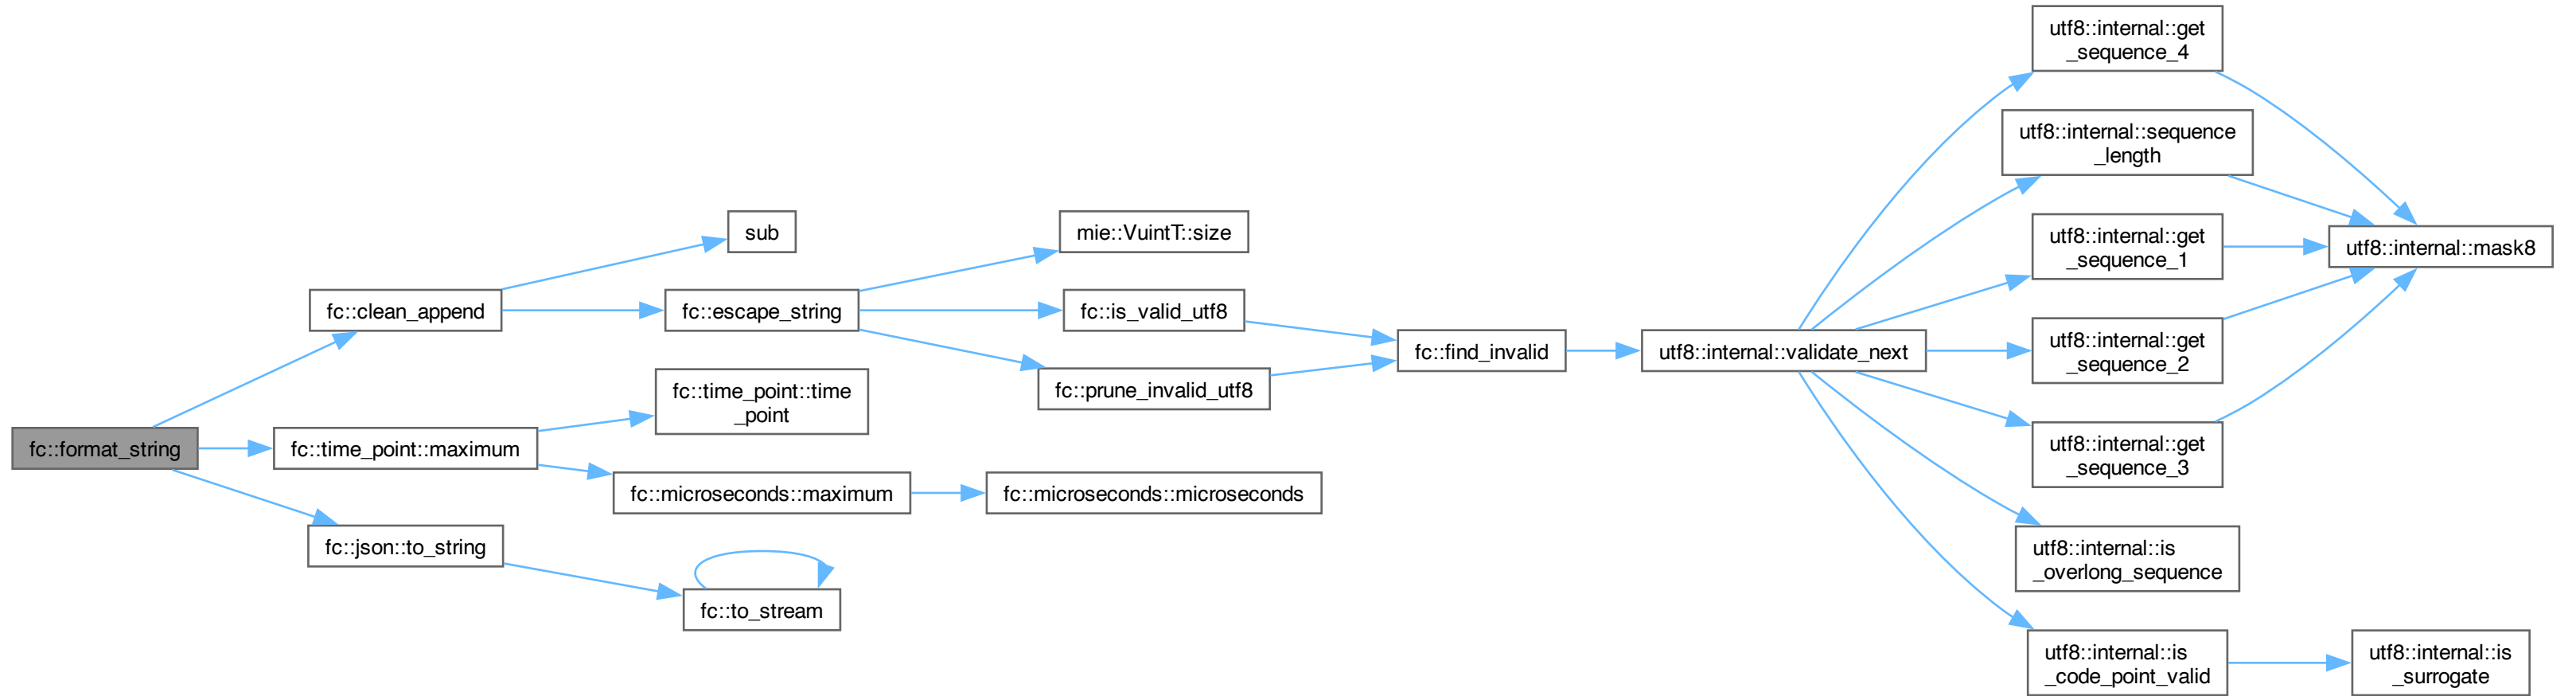 fc::format_string
fc::clean_append
fc::time_point::maximum
fc::json::to_string
sub
fc::escape_string
fc::time_point::time
_point
fc::microseconds::maximum
fc::to_stream
mie::VuintT::size
fc::is_valid_utf8
fc::prune_invalid_utf8
fc::microseconds::microseconds
fc::find_invalid
utf8::internal::validate_next
utf8::internal::get
_sequence_4
utf8::internal::sequence
_length
utf8::internal::get
_sequence_1
utf8::internal::get
_sequence_2
utf8::internal::get
_sequence_3
utf8::internal::is
_overlong_sequence
utf8::internal::is
_code_point_valid
utf8::internal::mask8
utf8::internal::is
_surrogate